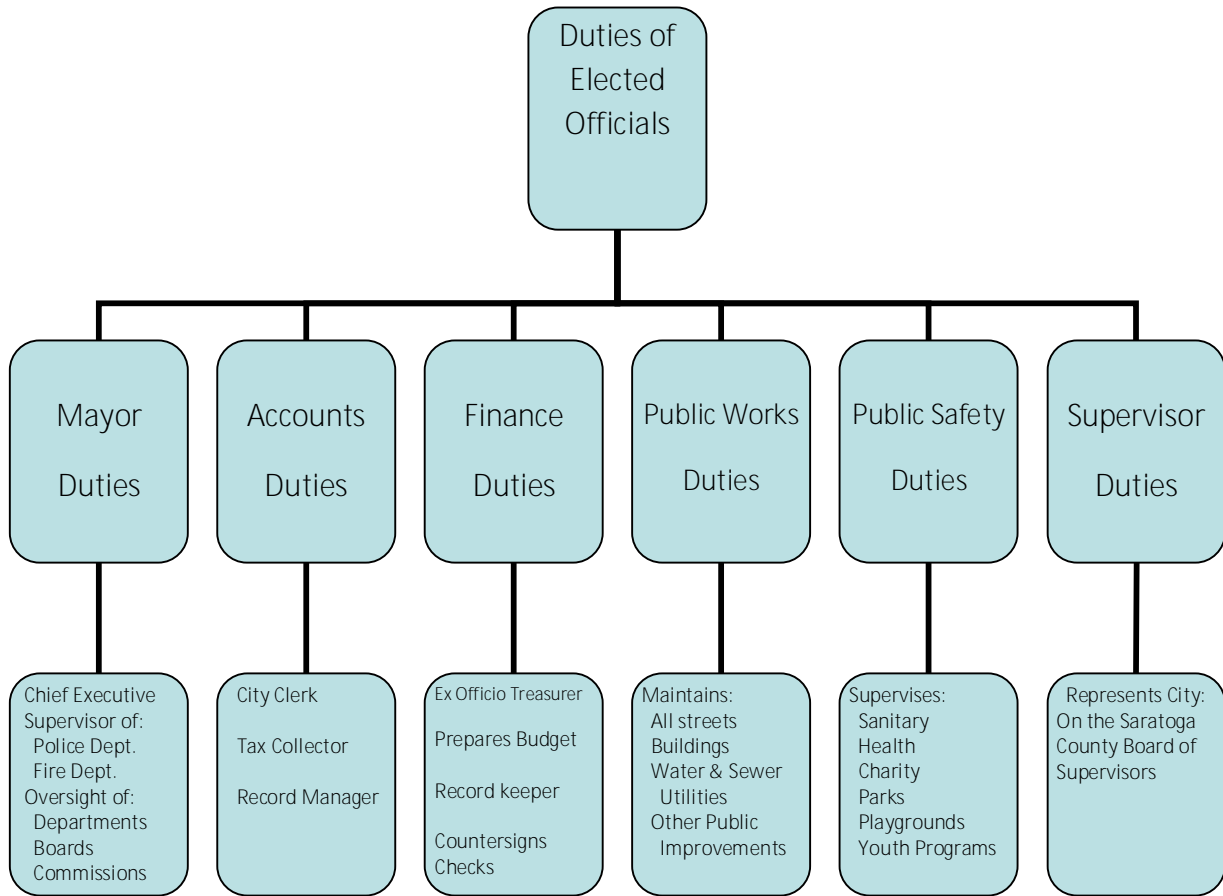 Duties of
Elected
Officials
Mayor
Duties
Accounts
Duties
Finance
Duties
Public Works
Duties
Public Safety
Duties
Supervisor
Duties
Chief Executive
Supervisor of:
Police Dept.
Fire Dept.
Oversight of:
Departments
Boards
Commissions
City Clerk
Tax Collector
Record Manager
Ex Officio Treasurer
Prepares Budget
Record keeper
Countersigns
Checks
Maintains:
All streets
Buildings
Water & Sewer
Utilities
Other Public
Improvements
Supervises:
Sanitary
Health
Charity
Parks
Playgrounds
Youth Programs
Represents City:
On the Saratoga
County Board of
Supervisors